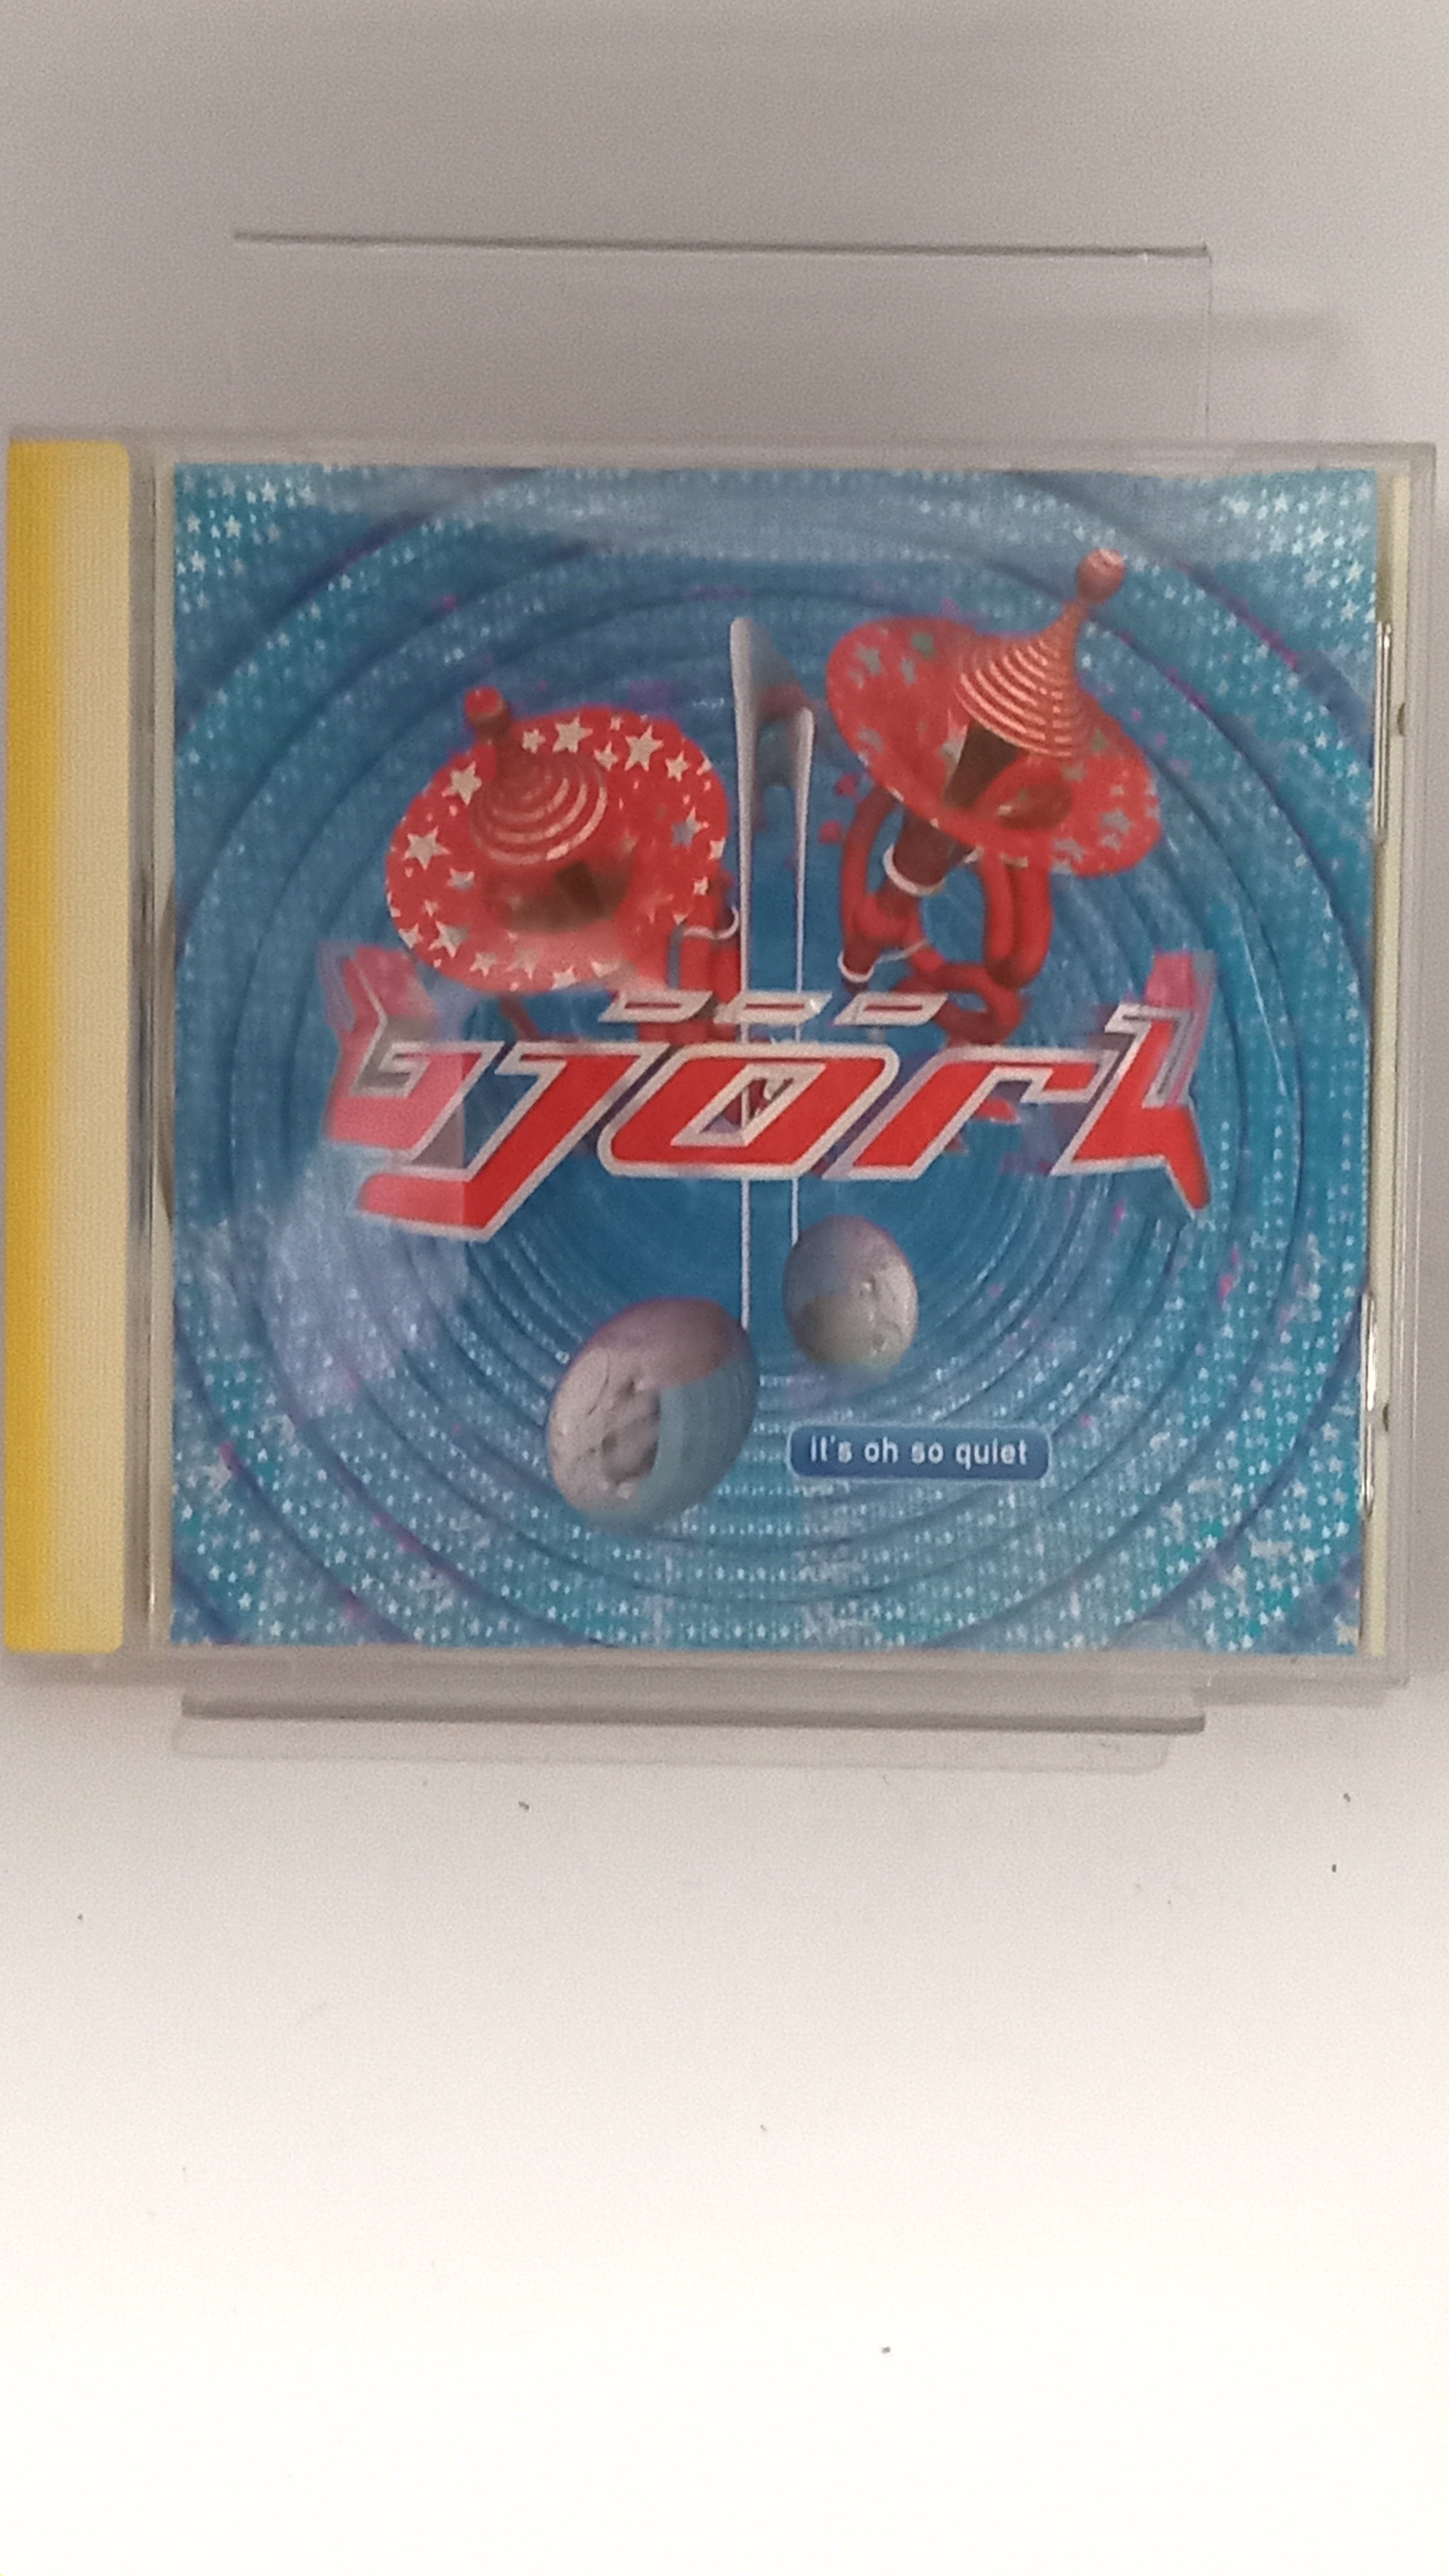 björk
it's oh so quiet